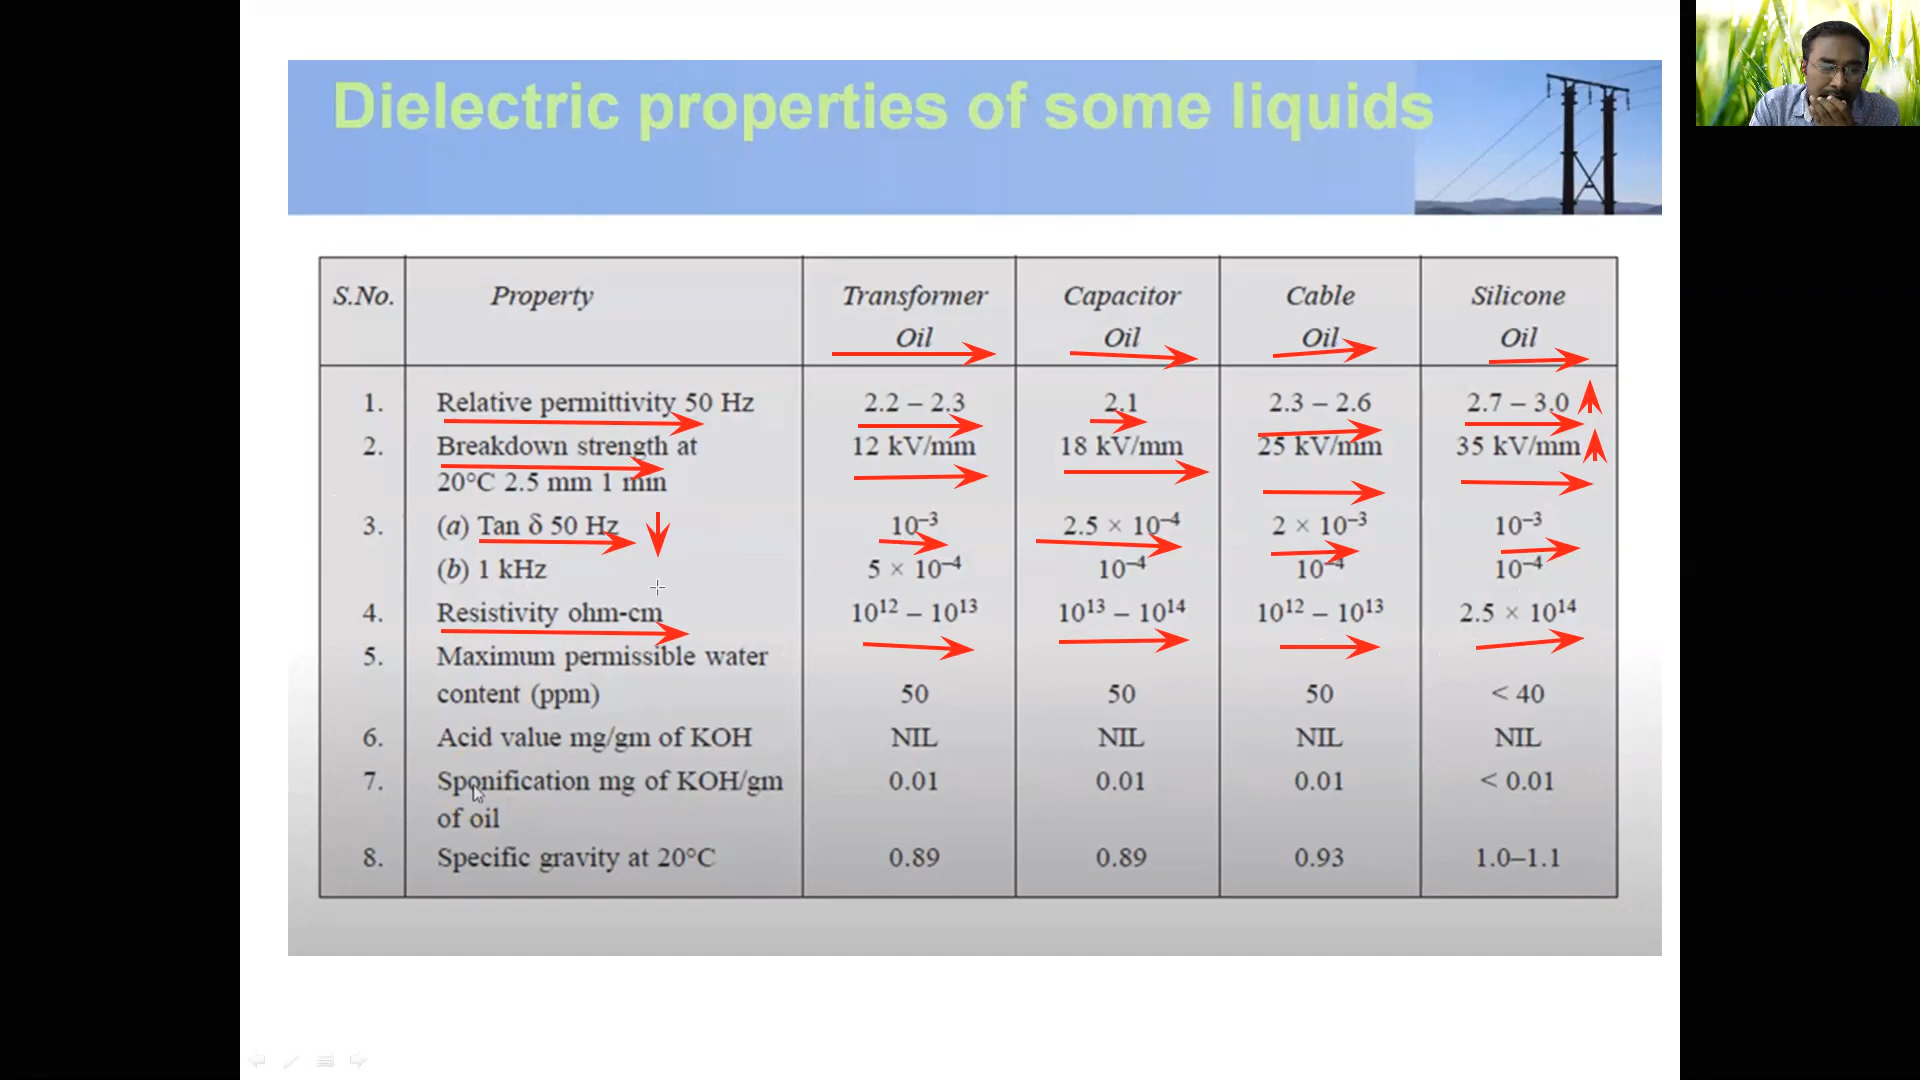 Dielectric properties of some liquids
S.No. Property Transformer Oil Capacitor Oil Cable Oil Silicone Oil
1. Relative permittivity 50 Hz 2.2 – 2.3 2.1 2.3 – 2.6 2.7 – 3.0
2. Breakdown strength at 12 kV/mm 18 kV/mm 25 kV/mm 35 kV/mm
20°C 2.5 mm 1 min
3. (a) Tan δ 50 Hz 10⁻³ 2.5 × 10⁻⁴ 2 × 10⁻³ 10⁻³
(b) 1 kHz 5 × 10⁻⁴ 10⁻⁴ 10⁻⁴ 10⁻⁴
4. Resistivity ohm-cm 10¹² – 10¹³ 10¹³ – 10¹⁴ 10¹² – 10¹³ 2.5 × 10¹⁴
5. Maximum permissible water
content (ppm) 50 50 50 < 40
6. Acid value mg/gm of KOH NIL NIL NIL NIL
7. Sponification mg of KOH/gm 0.01 0.01 0.01 < 0.01
of oil
8. Specific gravity at 20°C 0.89 0.89 0.93 1.0–1.1